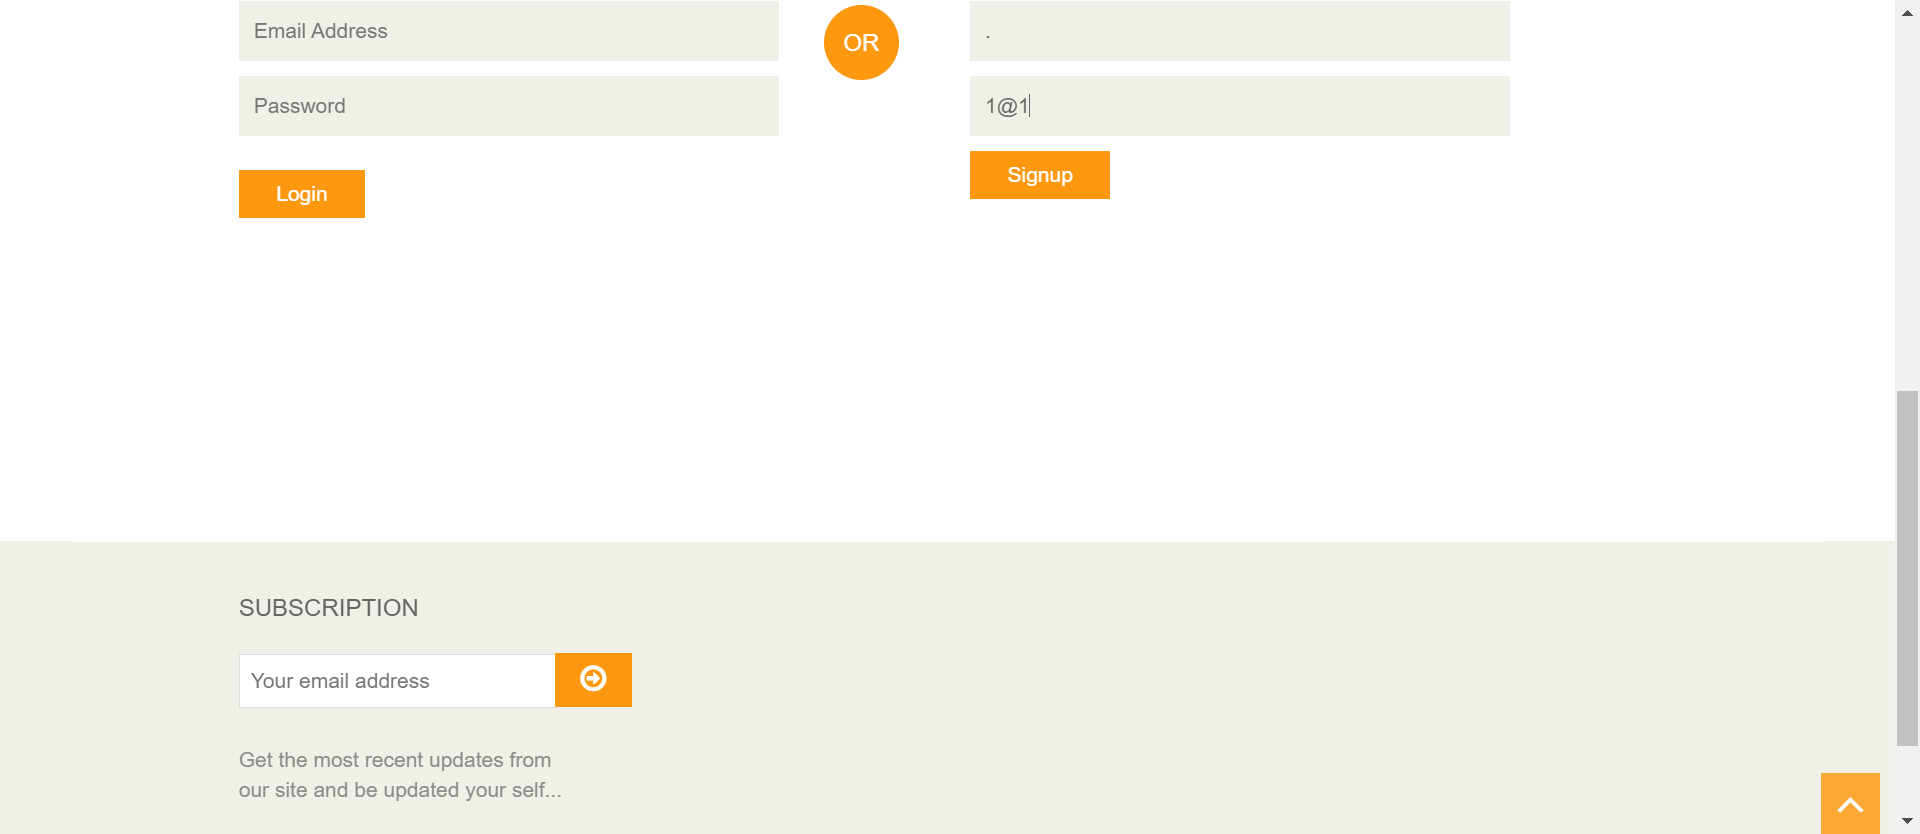 Email Address
Password
Login
OR
.
1@1
Signup
SUBSCRIPTION
Your email address
Get the most recent updates from
our site and be updated your self...